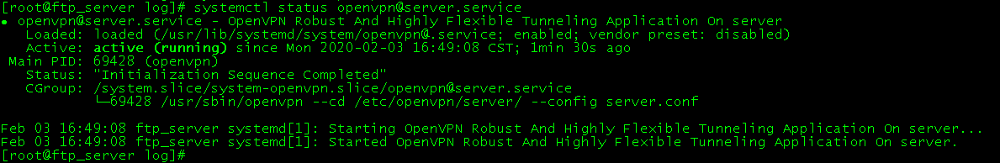 [root@ftp_server log]# systemctl status openvpn@server.service
● openvpn@server.service - OpenVPN Robust And Highly Flexible Tunneling Application On server
   Loaded: loaded (/usr/lib/systemd/system/openvpn@.service; enabled; vendor preset: disabled)
   Active: active (running) since Mon 2020-02-03 16:49:08 CST; 1min 30s ago
 Main PID: 69428 (openvpn)
   Status: "Initialization Sequence Completed"
   CGroup: /system.slice/system-openvpn.slice/openvpn@server.service
           └─69428 /usr/sbin/openvpn --cd /etc/openvpn/server/ --config server.conf
Feb 03 16:49:08 ftp_server systemd[1]: Starting OpenVPN Robust And Highly Flexible Tunneling Application On server...
Feb 03 16:49:08 ftp_server systemd[1]: Started OpenVPN Robust And Highly Flexible Tunneling Application On server.
[root@ftp_server log]#